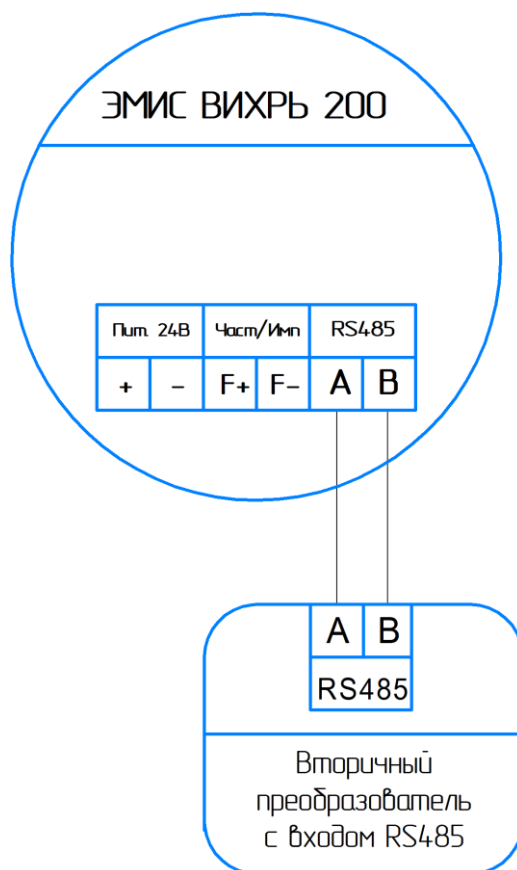 ЭМИС ВИХРЬ 200
Пит. 24В Част/Имп RS485
+ - F+ F- A B
A B
RS485
Вторичный
преобразователь
с входом RS485